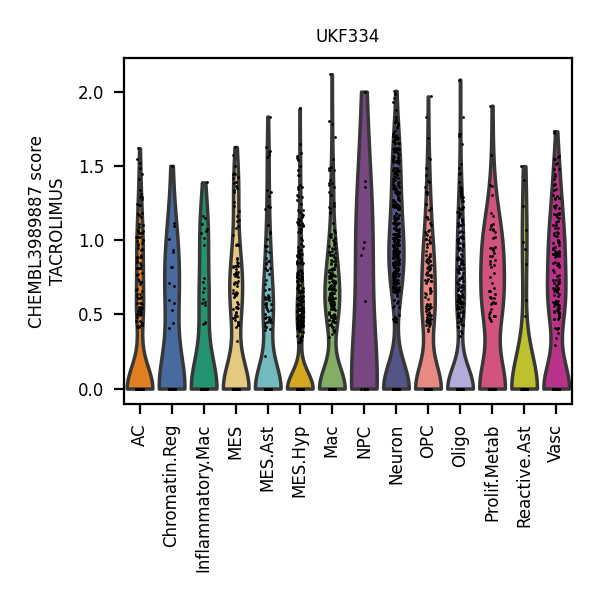 UKF334
CHEMBL3989887 score
TACROLIMUS
2.0
1.5
1.0
0.5
0.0
AC
Chromatin.Reg
Inflammatory.Mac
MES
MES.Ast
MES.Hyp
Mac
NPC
Neuron
OPC
Oligo
Prolif.Metab
Reactive.Ast
Vasc